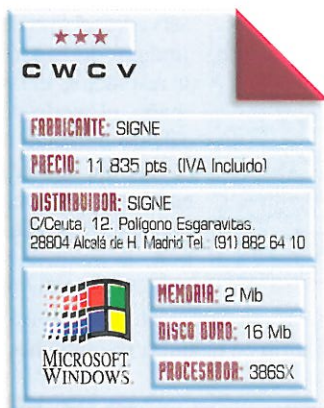 ★★★
CWCV
FABRICANTE: SIGNE
PRECIO: 11.835 pts. (IVA Incluido)
DISTRIBUIDOR: SIGNE
C/Ceuta, 12. Polígono Esgaravitas.
28804 Alcalá de H. Madrid Tel.: (91) 882 64 10
MEMORIA: 2 Mb
DISCO DURO: 16 Mb
PROCESADOR: 386SX
MICROSOFT
WINDOWS